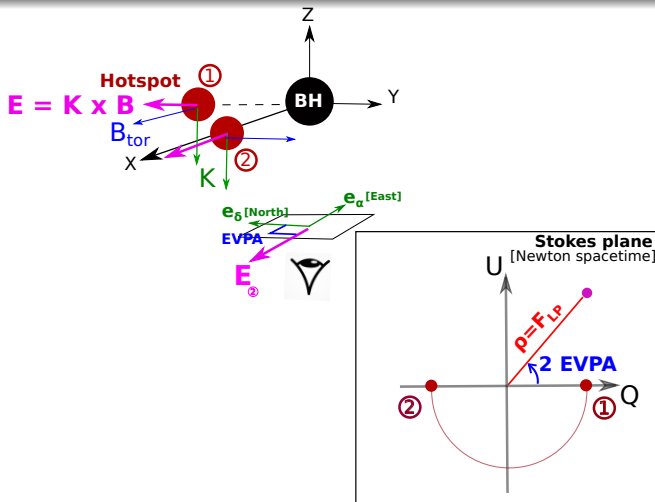 Z
Hotspot
①
BH
Y
E = K x B
B_tor
②
X
K
e_α [East]
e_δ [North]
EVPA
E_②
Stokes plane
[Newton spacetime]
U
ρ=F_LP
2 EVPA
Q
②
①